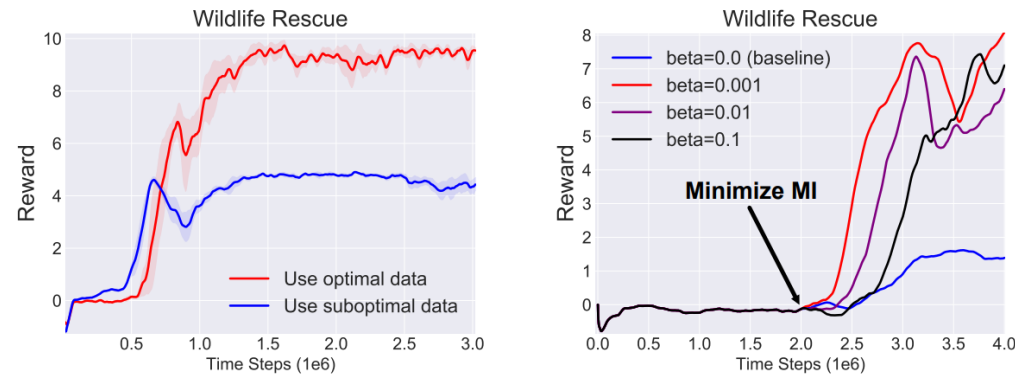 Wildlife Rescue
10
8
6
4
2
0
Reward
Use optimal data
Use suboptimal data
0.5 1.0 1.5 2.0 2.5 3.0
Time Steps (1e6)
Wildlife Rescue
8
7
6
5
4
3
2
1
0
Reward
beta=0.0 (baseline)
beta=0.001
beta=0.01
beta=0.1
Minimize MI
0.0 0.5 1.0 1.5 2.0 2.5 3.0 3.5 4.0
Time Steps (1e6)